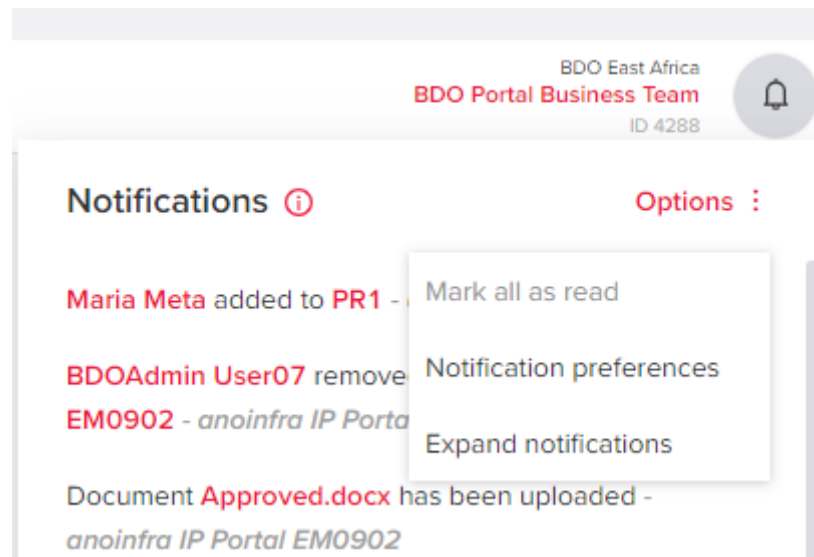 BDO East Africa
BDO Portal Business Team
ID 4288
Notifications
Options
Maria Meta added to PR1 -
Mark all as read
BDOAdmin User07 remove
Notification preferences
EM0902 - anoinfra IP Porta
Expand notifications
Document Approved.docx has been uploaded -
anoinfra IP Portal EM0902